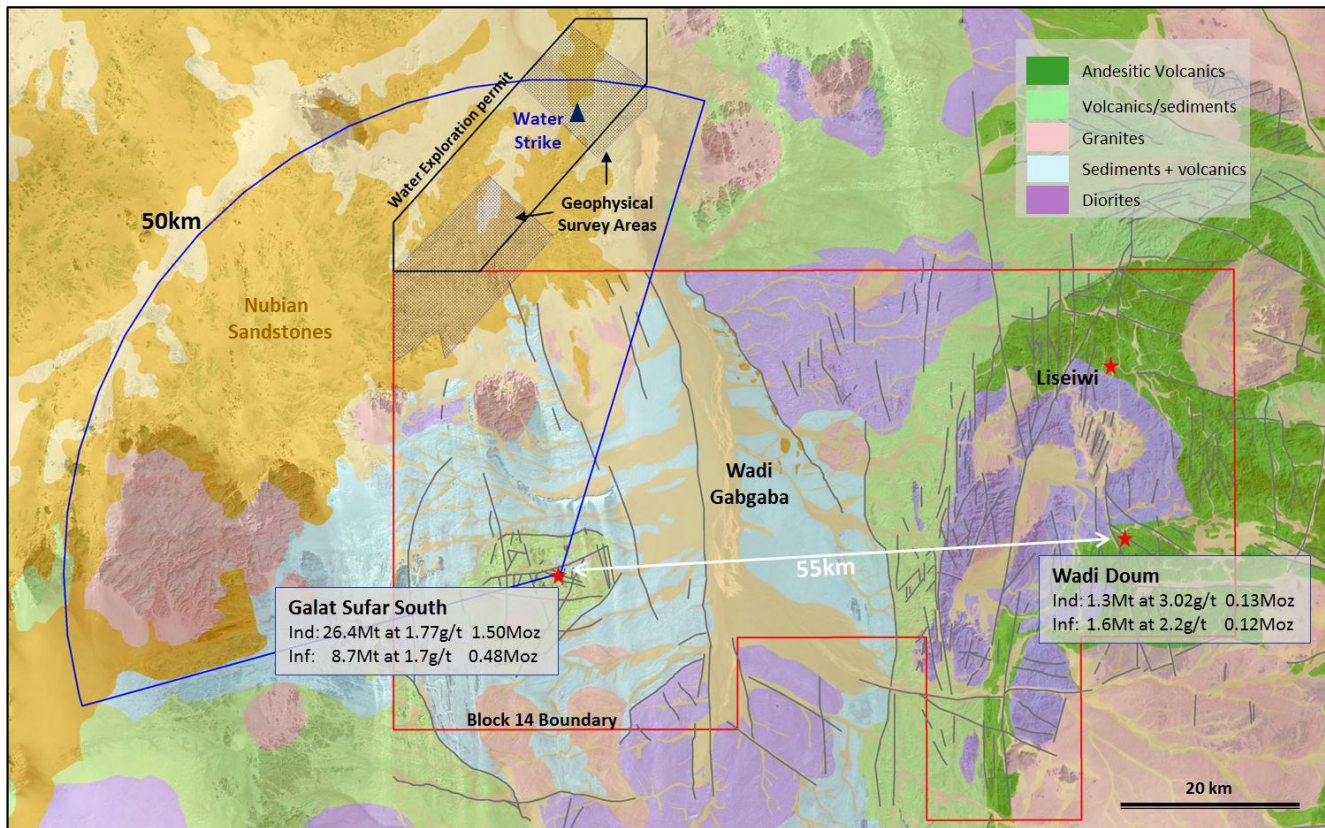 Andesitic Volcanics
Volcanics/sediments
Granites
Sediments + volcanics
Diorites
Water Exploration permit
Water
Strike
50km
Geophysical
Survey Areas
Nubian
Sandstones
Liseiwi
Wadi
Gabgaba
55km
Galat Sufar South
Ind: 26.4Mt at 1.77g/t 1.50Moz
Inf: 8.7Mt at 1.7g/t 0.48Moz
Wadi Doum
Ind: 1.3Mt at 3.02g/t 0.13Moz
Inf: 1.6Mt at 2.2g/t 0.12Moz
Block 14 Boundary
20 km